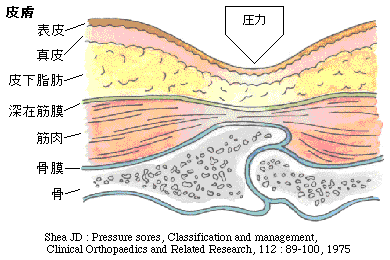 皮膚
圧力
表皮
真皮
皮下脂肪
深在筋膜
筋肉
骨膜
骨
Shea JD : Pressure sores, Classification and management,
Clinical Orthopaedics and Related Research, 112 : 89-100, 1975